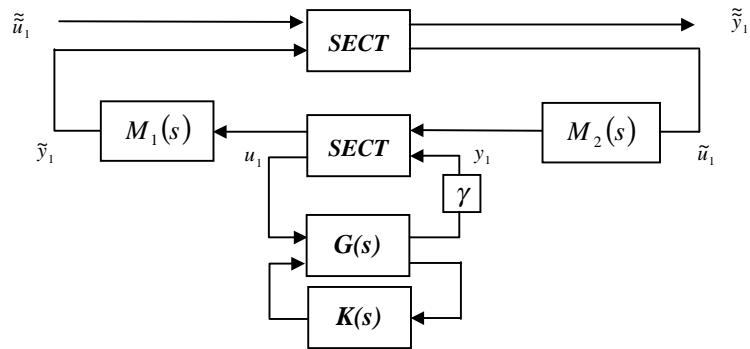 ũ̃₁ SECT ỹ̃₁
M₁(s) SECT M₂(s)
ỹ₁ u₁ y₁ ũ₁
γ
G(s)
K(s)